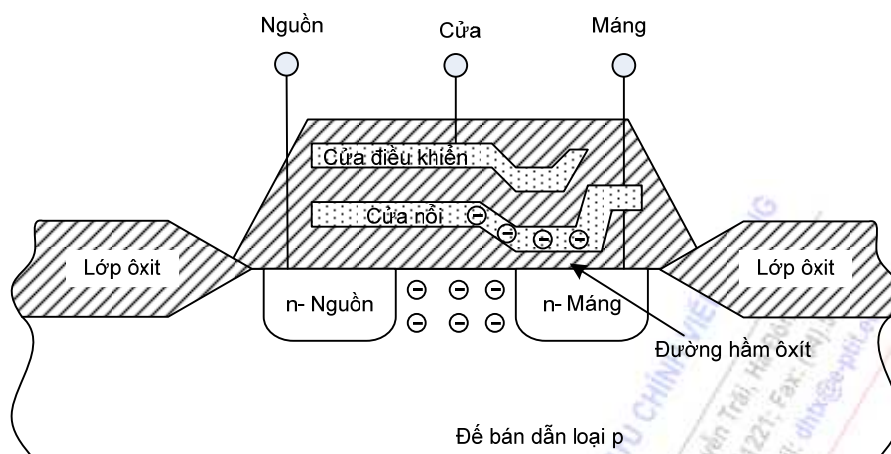 Nguồn
Cửa
Máng
Cửa điều khiển
Cửa nổi
Lớp ôxit
Lớp ôxit
n- Nguồn
n- Máng
Đường hầm ôxít
Đế bán dẫn loại p